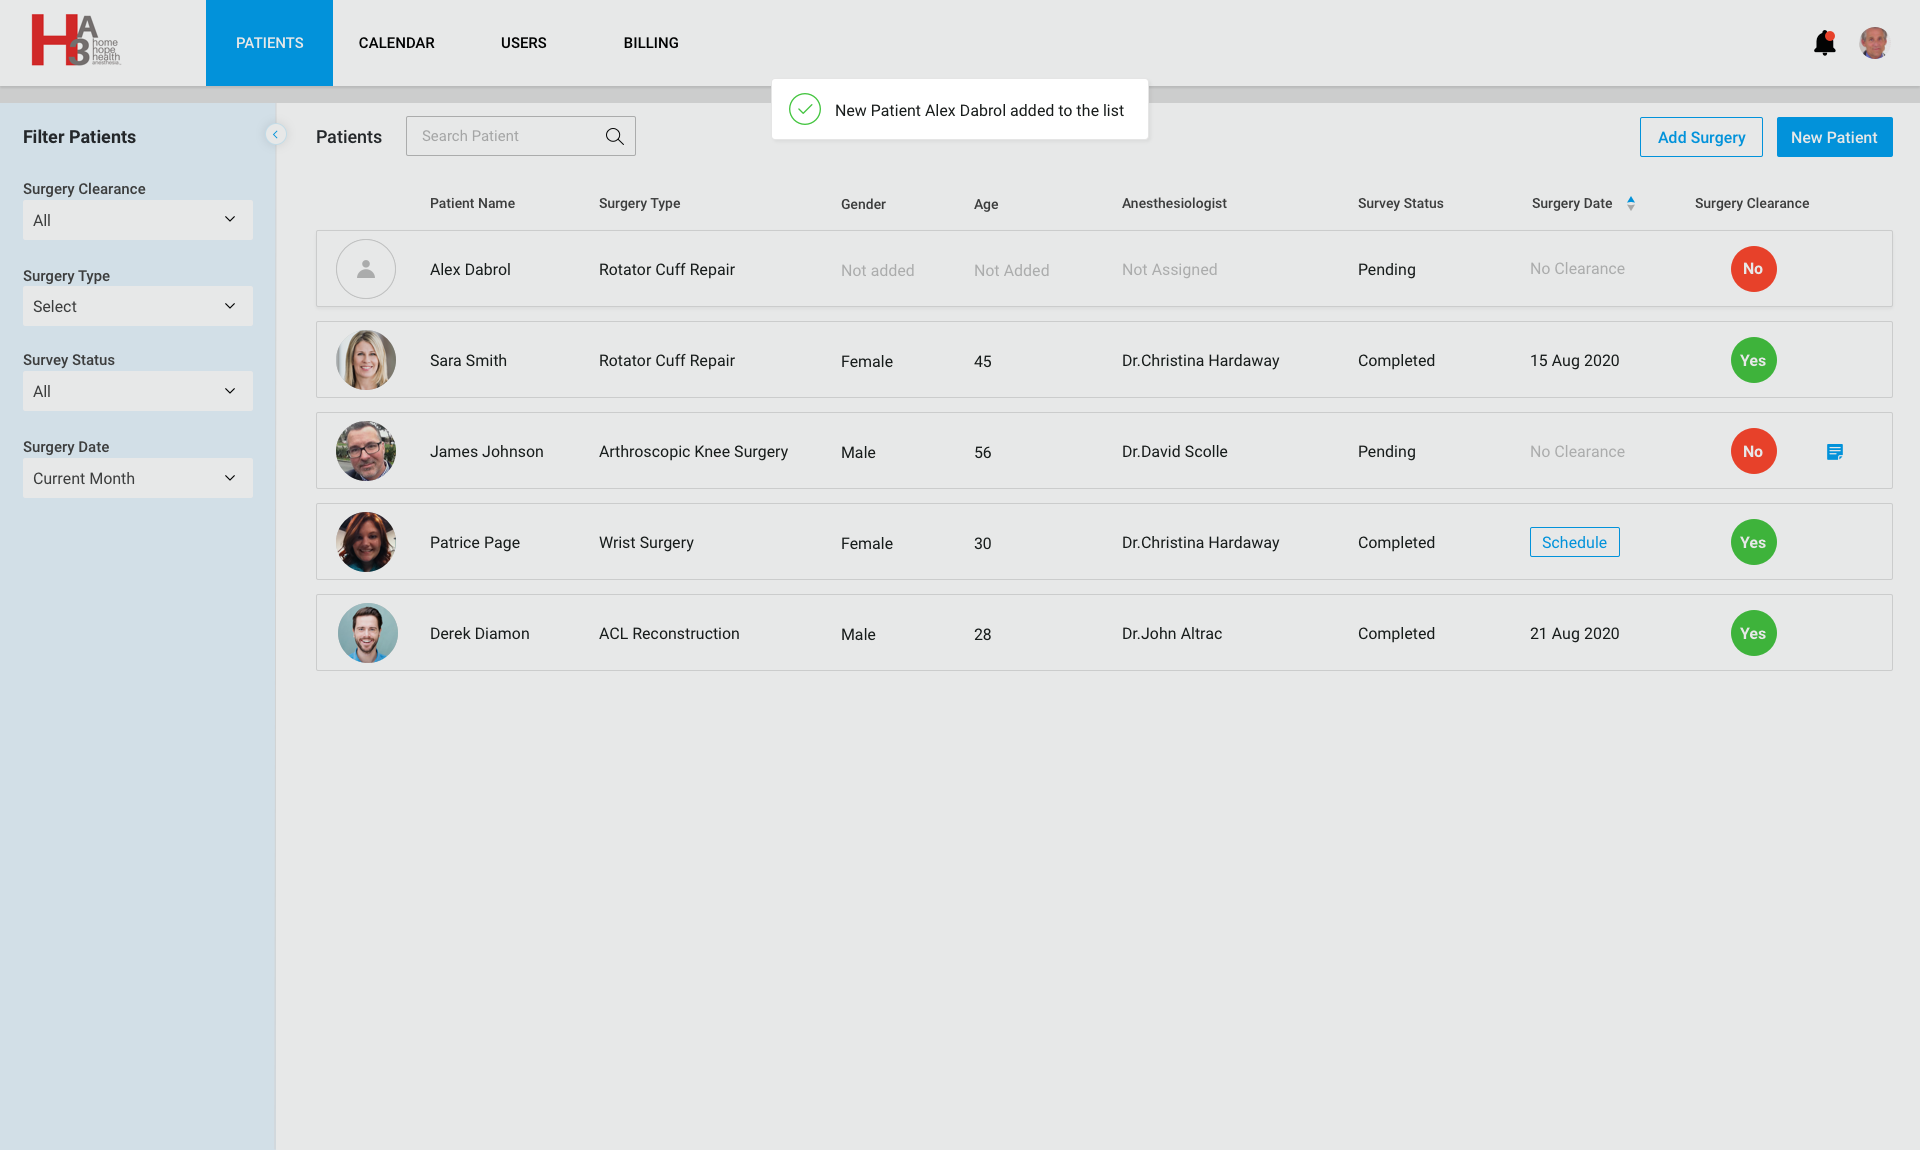 HA3
home
hope
health
anesthesia
PATIENTS
CALENDAR
USERS
BILLING
New Patient Alex Dabrol added to the list
Filter Patients
Surgery Clearance
All
Surgery Type
Select
Survey Status
All
Surgery Date
Current Month
Patients
Search Patient
Add Surgery
New Patient
Patient Name Surgery Type Gender Age Anesthesiologist Survey Status Surgery Date Surgery Clearance
Alex Dabrol Rotator Cuff Repair Not added Not Added Not Assigned Pending No Clearance No
Sara Smith Rotator Cuff Repair Female 45 Dr.Christina Hardaway Completed 15 Aug 2020 Yes
James Johnson Arthroscopic Knee Surgery Male 56 Dr.David Scolle Pending No Clearance No
Patrice Page Wrist Surgery Female 30 Dr.Christina Hardaway Completed Schedule Yes
Derek Diamon ACL Reconstruction Male 28 Dr.John Altrac Completed 21 Aug 2020 Yes